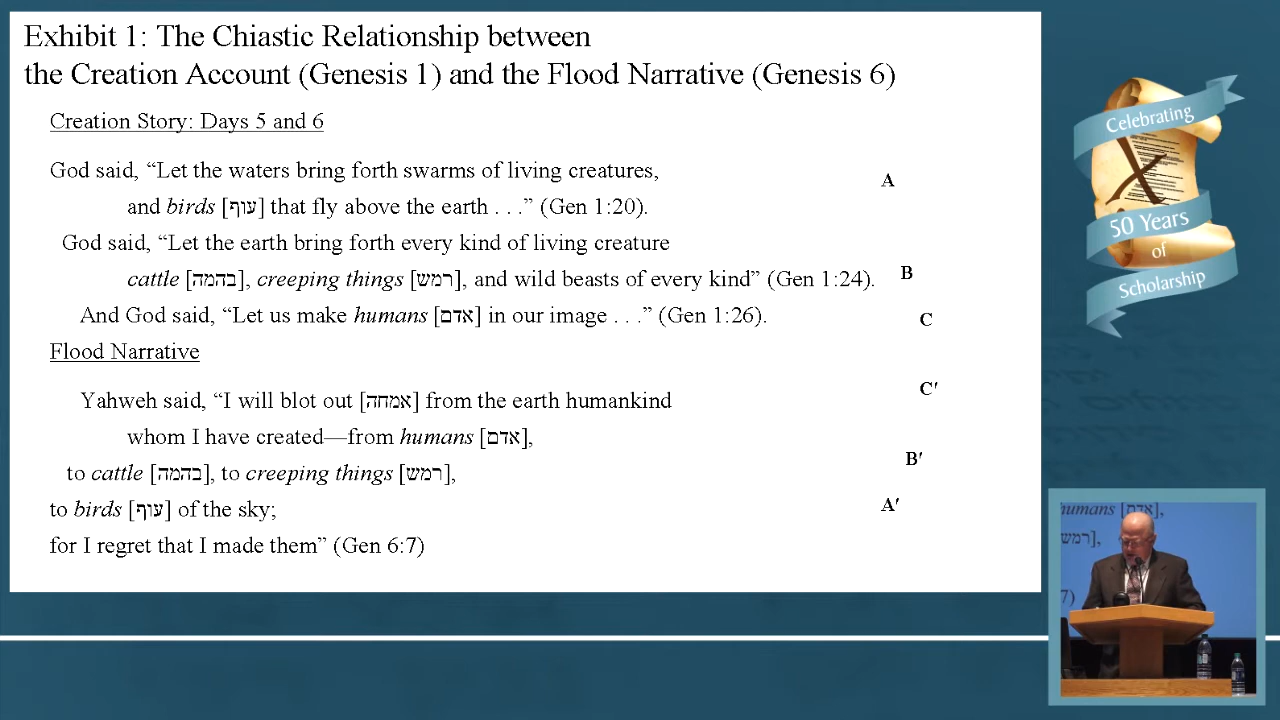 Exhibit 1: The Chiastic Relationship between
the Creation Account (Genesis 1) and the Flood Narrative (Genesis 6)
Creation Story: Days 5 and 6
God said, “Let the waters bring forth swarms of living creatures,
A
and birds [עוף] that fly above the earth . . .” (Gen 1:20).
God said, “Let the earth bring forth every kind of living creature
cattle [בהמה], creeping things [רמש], and wild beasts of every kind” (Gen 1:24).
B
And God said, “Let us make humans [אדם] in our image . . .” (Gen 1:26).
C
Flood Narrative
C′
Yahweh said, “I will blot out [אמחה] from the earth humankind
whom I have created—from humans [אדם],
B′
to cattle [בהמה], to creeping things [רמש],
A′
to birds [עוף] of the sky;
for I regret that I made them” (Gen 6:7)
Celebrating
50 Years
of
Scholarship
humans [אדם],
רמש],
7)